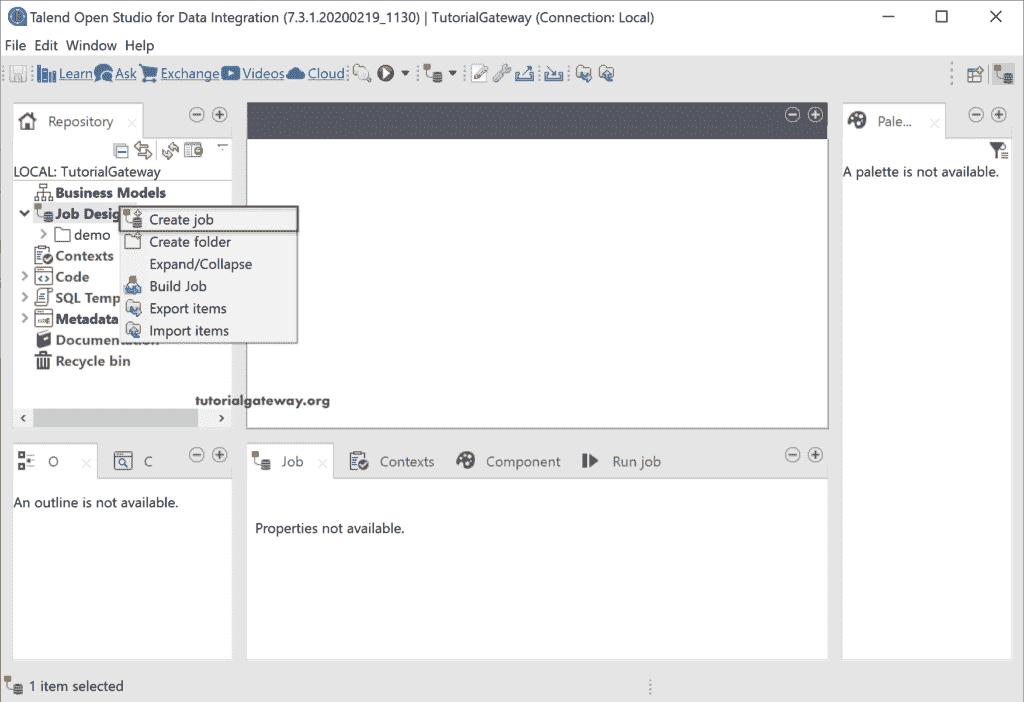 Talend Open Studio for Data Integration (7.3.1.20200219_1130) | TutorialGateway (Connection: Local)
File Edit Window Help
Learn Ask Exchange Videos Cloud
Repository
Pale...
LOCAL: TutorialGateway
A palette is not available.
Business Models
Job Desig
Create job
demo
Create folder
Contexts
Expand/Collapse
Code
Build Job
SQL Temp
Export items
Metadata
Import items
Recycle bin
tutorialgateway.org
O
C
Job
Contexts
Component
Run job
An outline is not available.
Properties not available.
1 item selected